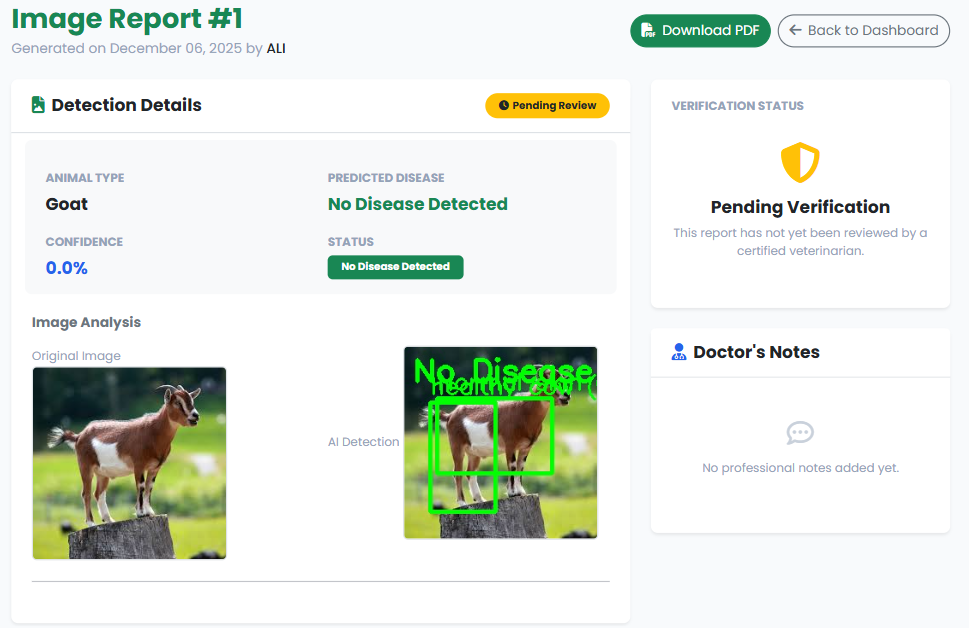 Image Report #1
Generated on December 06, 2025 by ALI
Download PDF
Back to Dashboard
Detection Details
Pending Review
ANIMAL TYPE
Goat
PREDICTED DISEASE
No Disease Detected
CONFIDENCE
0.0%
STATUS
No Disease Detected
Image Analysis
Original Image
AI Detection
No Disease
healthy cow (
VERIFICATION STATUS
Pending Verification
This report has not yet been reviewed by a
certified veterinarian.
Doctor's Notes
No professional notes added yet.